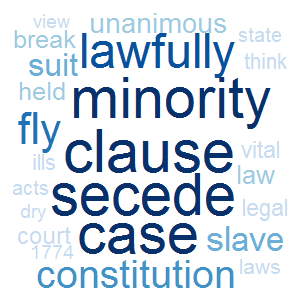 view unanimous
break lawfully state
suit think
held minority
fly
clause
ills vital
acts secede law
dry legal
court case slave
1774
constitution laws